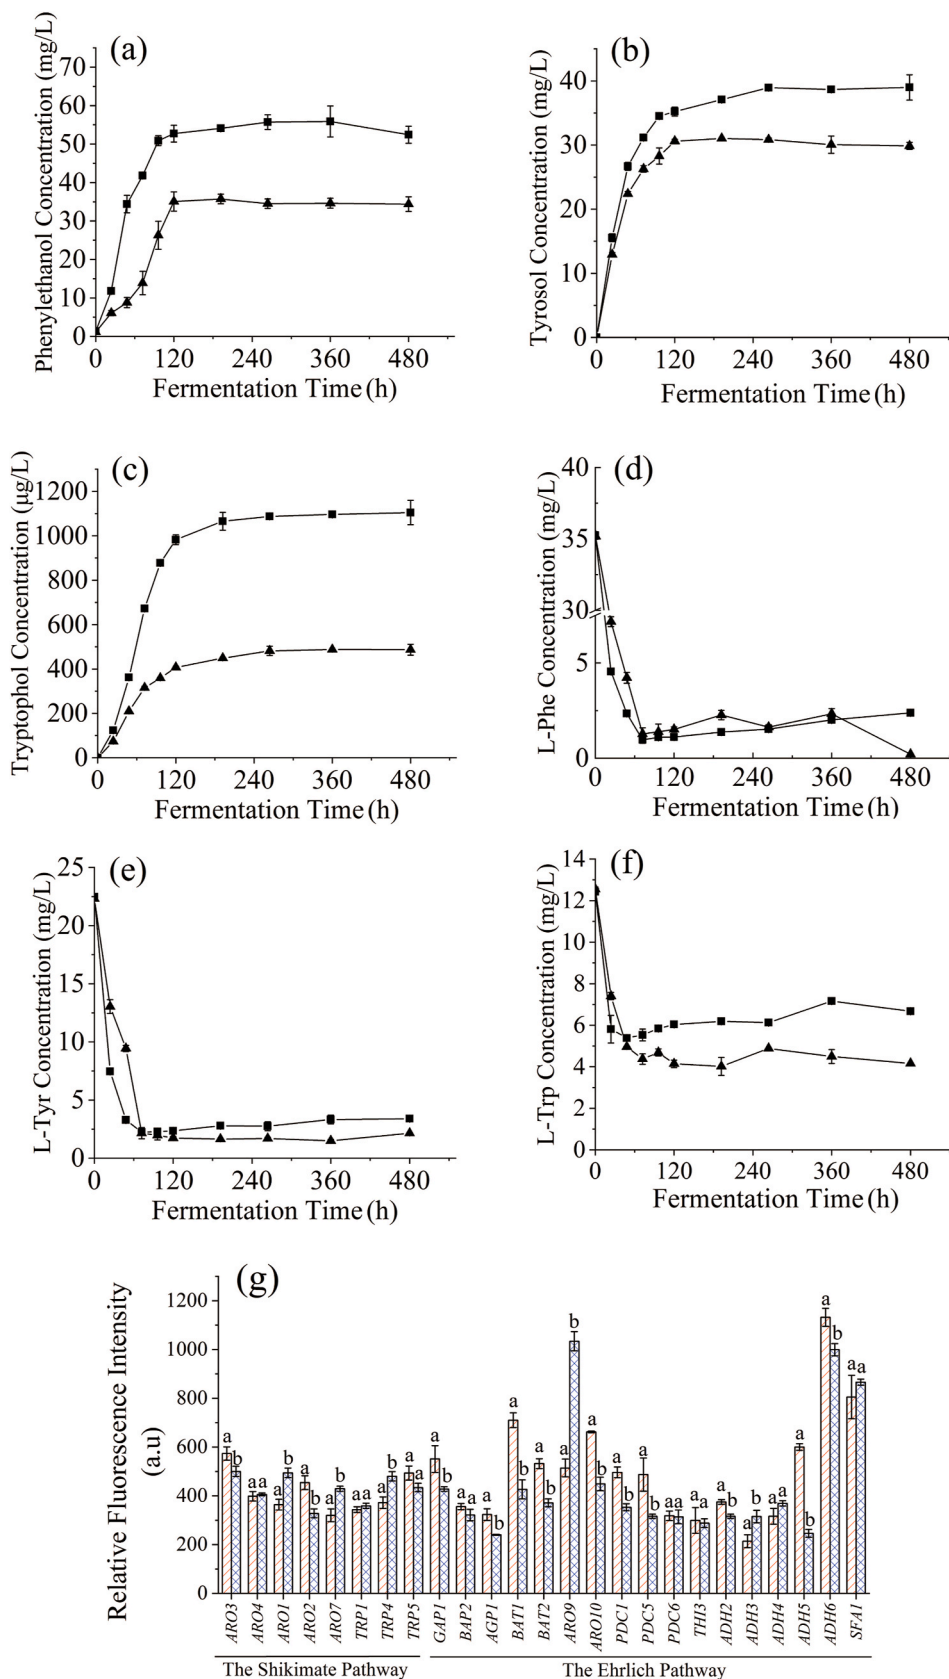 (a)
Phenylethanol Concentration (mg/L)
70
60
50
40
30
20
10
0
0 120 240 360 480
Fermentation Time (h)
(b)
Tyrosol Concentration (mg/L)
40
30
20
10
0
0 120 240 360 480
Fermentation Time (h)
(c)
Tryptophol Concentration (µg/L)
1200
1000
800
600
400
200
0
0 120 240 360 480
Fermentation Time (h)
(d)
L-Phe Concentration (mg/L)
40
35
30
5
0
0 120 240 360 480
Fermentation Time (h)
(e)
L-Tyr Concentration (mg/L)
25
20
15
10
5
0
0 120 240 360 480
Fermentation Time (h)
(f)
L-Trp Concentration (mg/L)
14
12
10
8
6
4
2
0
0 120 240 360 480
Fermentation Time (h)
(g)
Relative Fluorescence Intensity
(a.u)
1200
1000
800
600
400
200
0
a b a a a b a b a b a a a b a a a b a a a b a b a b a b a b a b a b a a a a a b a b a a a b a b a a
ARO3 ARO4 ARO1 ARO2 ARO7 TRP1 TRP4 TRP5 GAP1 BAP2 AGP1 BAT1 BAT2 ARO9 ARO10 PDC1 PDC5 PDC6 THI3 ADH2 ADH3 ADH4 ADH5 ADH6 SFA1
The Shikimate Pathway The Ehrlich Pathway